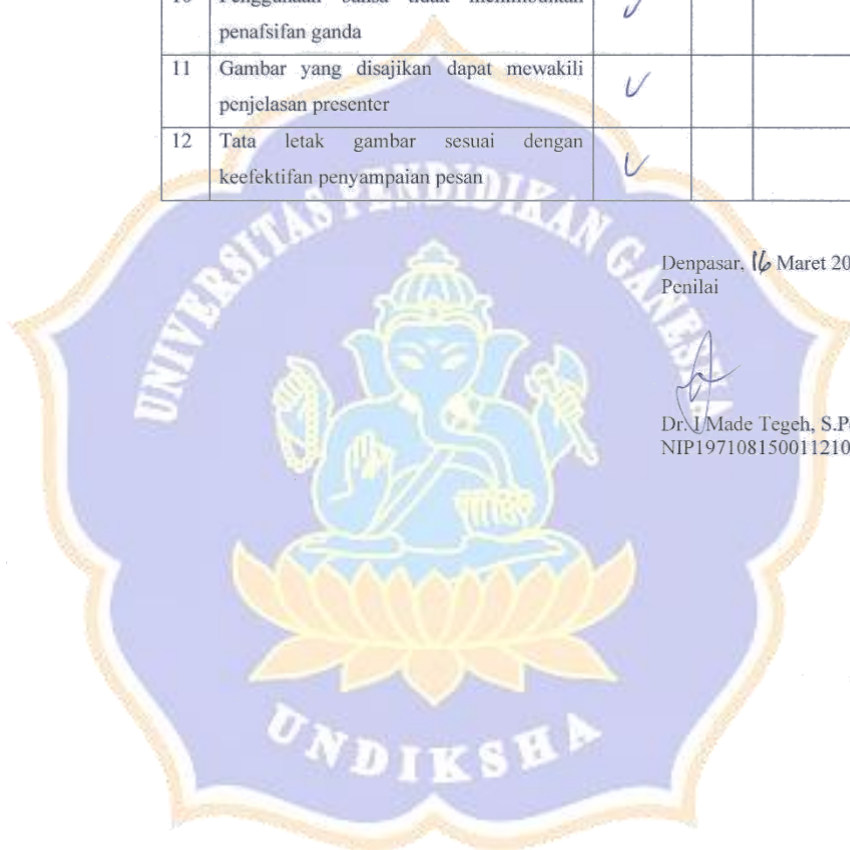 penafsifan ganda
11 Gambar yang disajikan dapat mewakili
penjelasan presenter
12 Tata letak gambar sesuai dengan
keefektifan penyampaian pesan
UNIVERSITAS PENDIDIKAN GANESHA
Denpasar, 16 Maret 20
Penilai
Dr. I Made Tegeh, S.P
NIP197108150011210
UNDIKSHA